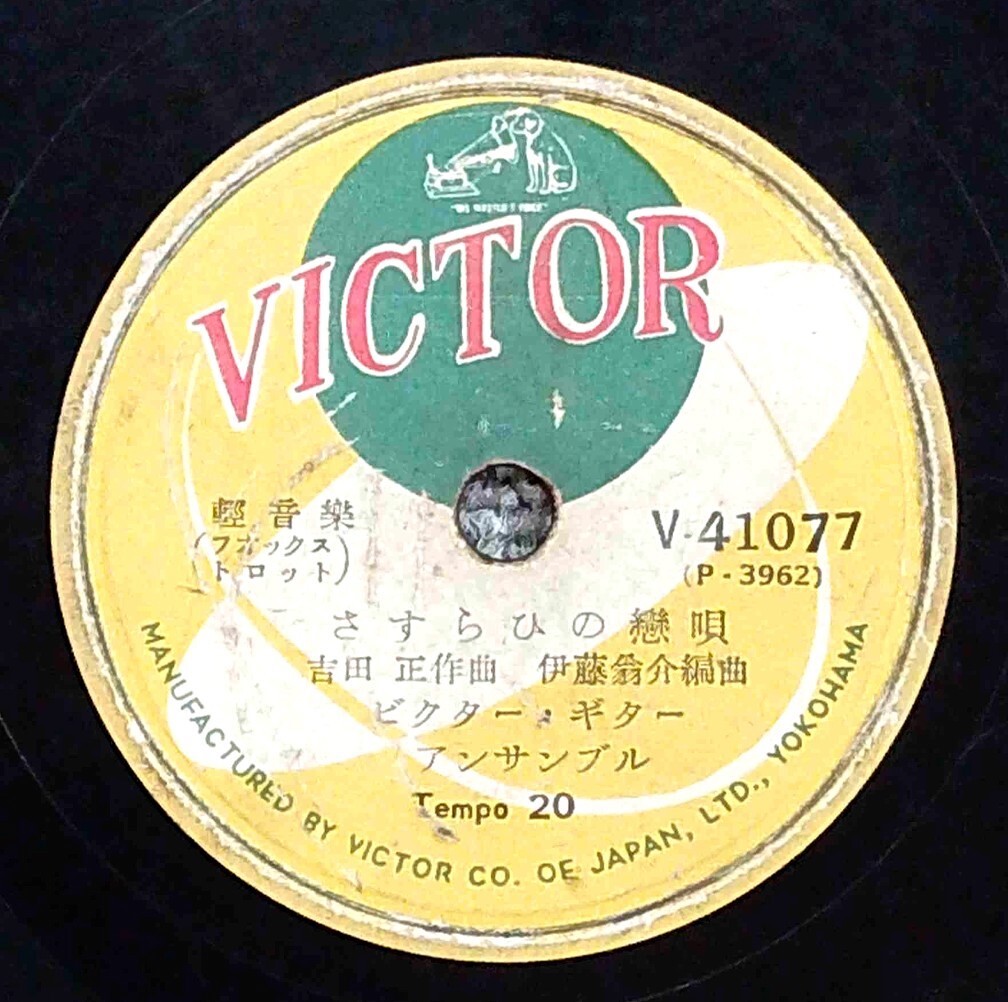 "HIS MASTER'S VOICE"
VICTOR
輕音樂
(フオックス
トロット)
V-41077
(P-3962)
さすらひの戀唄
吉田 正作曲 伊藤翁介編曲
ビクター・ギター
アンサンブル
Tempo 20
MANUFACTURED BY VICTOR CO. OF JAPAN, LTD., YOKOHAMA